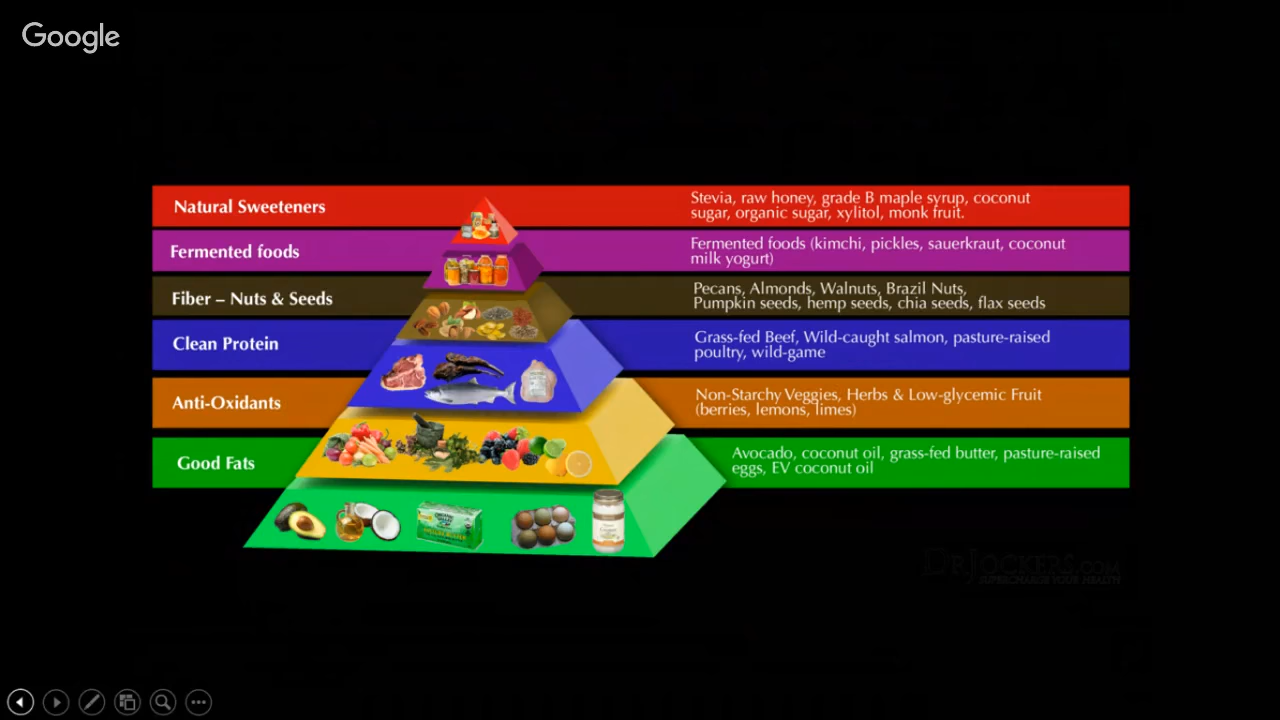 Google
Natural Sweeteners
Stevia, raw honey, grade B maple syrup, coconut
sugar, organic sugar, xylitol, monk fruit.
Fermented foods
Fermented foods (kimchi, pickles, sauerkraut, coconut
milk yogurt)
Fiber – Nuts & Seeds
Pecans, Almonds, Walnuts, Brazil Nuts,
Pumpkin seeds, hemp seeds, chia seeds, flax seeds
Clean Protein
Grass-fed Beef, Wild-caught salmon, pasture-raised
poultry, wild-game
Anti-Oxidants
Non-Starchy Veggies, Herbs & Low-glycemic Fruit
(berries, lemons, limes)
Good Fats
Avocado, coconut oil, grass-fed butter, pasture-raised
eggs, EV coconut oil
DrJockers.com
SUPERCHARGE YOUR HEALTH